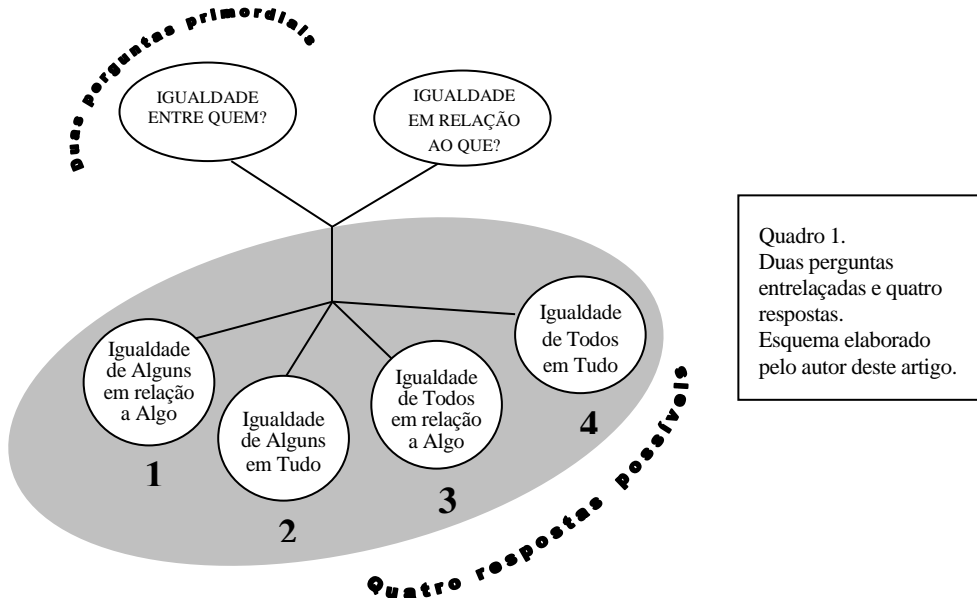 Duas perguntas primordiais
IGUALDADE
ENTRE QUEM?
IGUALDADE
EM RELAÇÃO
AO QUE?
Igualdade
de Alguns
em relação
a Algo
1
Igualdade
de Alguns
em Tudo
2
Igualdade
de Todos
em relação
a Algo
3
Igualdade
de Todos
em Tudo
4
Quatro respostas possíveis
Quadro 1.
Duas perguntas
entrelaçadas e quatro
respostas.
Esquema elaborado
pelo autor deste artigo.